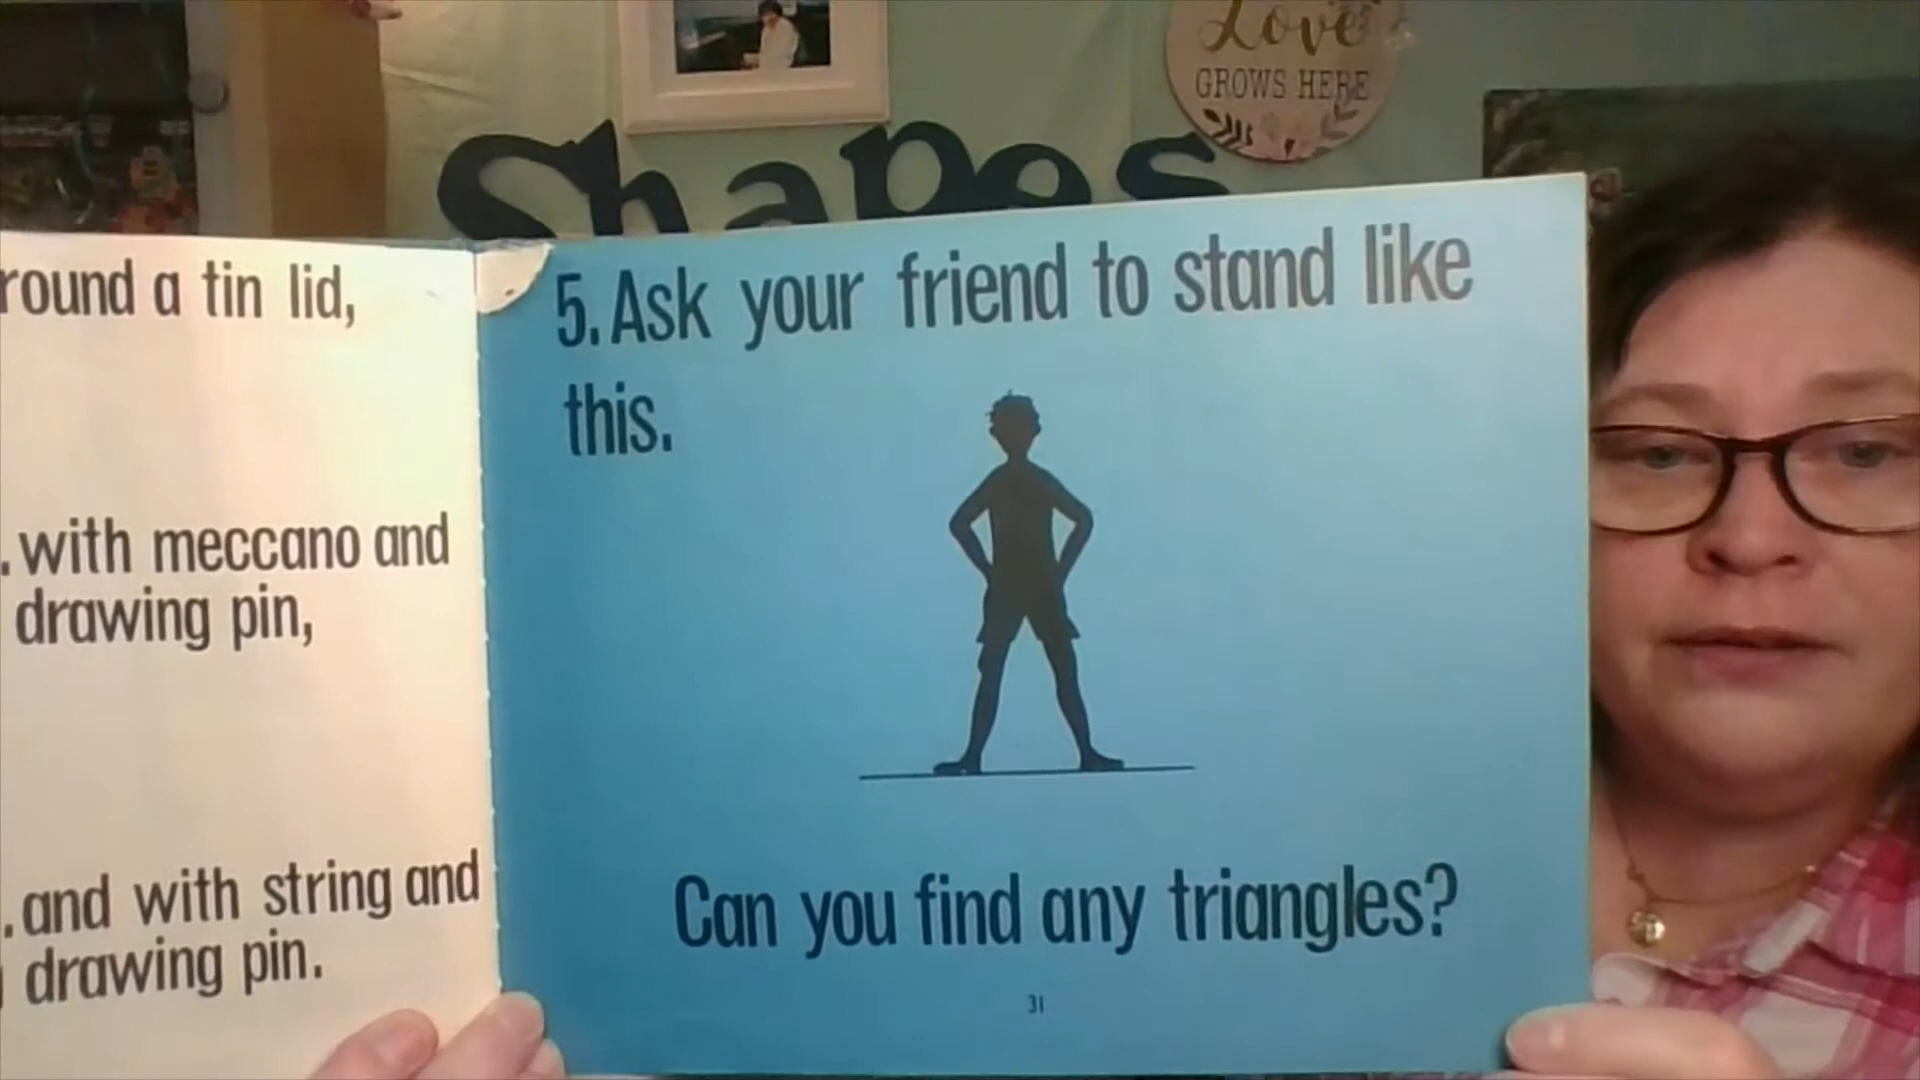 Love
GROWS HERE
Shapes
round a tin lid,
.with meccano and
drawing pin,
.and with string and
drawing pin.
5. Ask your friend to stand like
this.
Can you find any triangles?
31